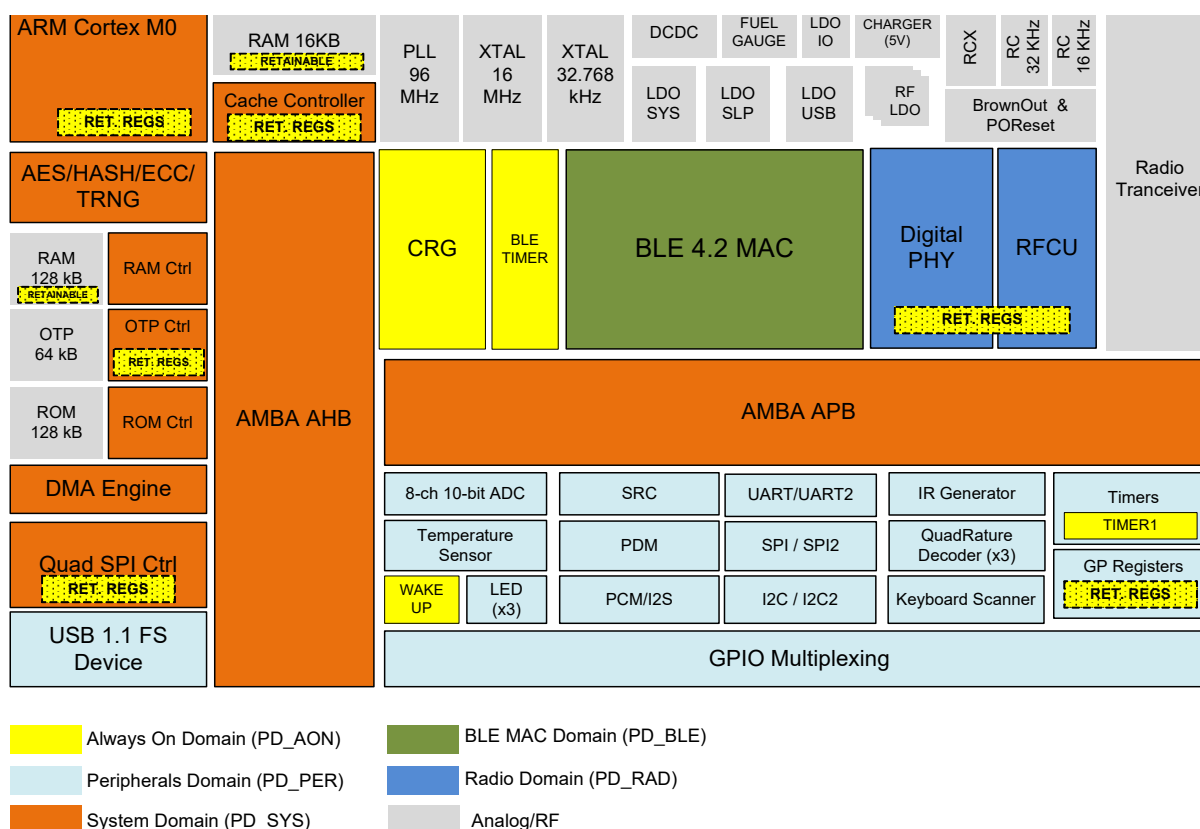 ARM Cortex M0
RET. REGS
RAM 16KB
RETAINABLE
Cache Controller
RET. REGS
PLL
96
MHz
XTAL
16
MHz
XTAL
32.768
kHz
DCDC
FUEL
GAUGE
LDO
IO
CHARGER
(5V)
RCX
RC
32 KHz
RC
16 KHz
LDO
SYS
LDO
SLP
LDO
USB
RF
LDO
BrownOut &
POReset
Radio
Tranceiver
AES/HASH/ECC/
TRNG
RAM
128 kB
RETAINABLE
RAM Ctrl
OTP
64 kB
OTP Ctrl
RET. REGS
ROM
128 kB
ROM Ctrl
DMA Engine
Quad SPI Ctrl
RET. REGS
USB 1.1 FS
Device
AMBA AHB
CRG
BLE
TIMER
BLE 4.2 MAC
Digital
PHY
RFCU
RET. REGS
AMBA APB
8-ch 10-bit ADC
SRC
UART/UART2
IR Generator
Timers
TIMER1
Temperature
Sensor
PDM
SPI / SPI2
QuadRature
Decoder (x3)
GP Registers
RET. REGS
WAKE
UP
LED
(x3)
PCM/I2S
I2C / I2C2
Keyboard Scanner
GPIO Multiplexing
Always On Domain (PD_AON)
BLE MAC Domain (PD_BLE)
Peripherals Domain (PD_PER)
Radio Domain (PD_RAD)
System Domain (PD_SYS)
Analog/RF